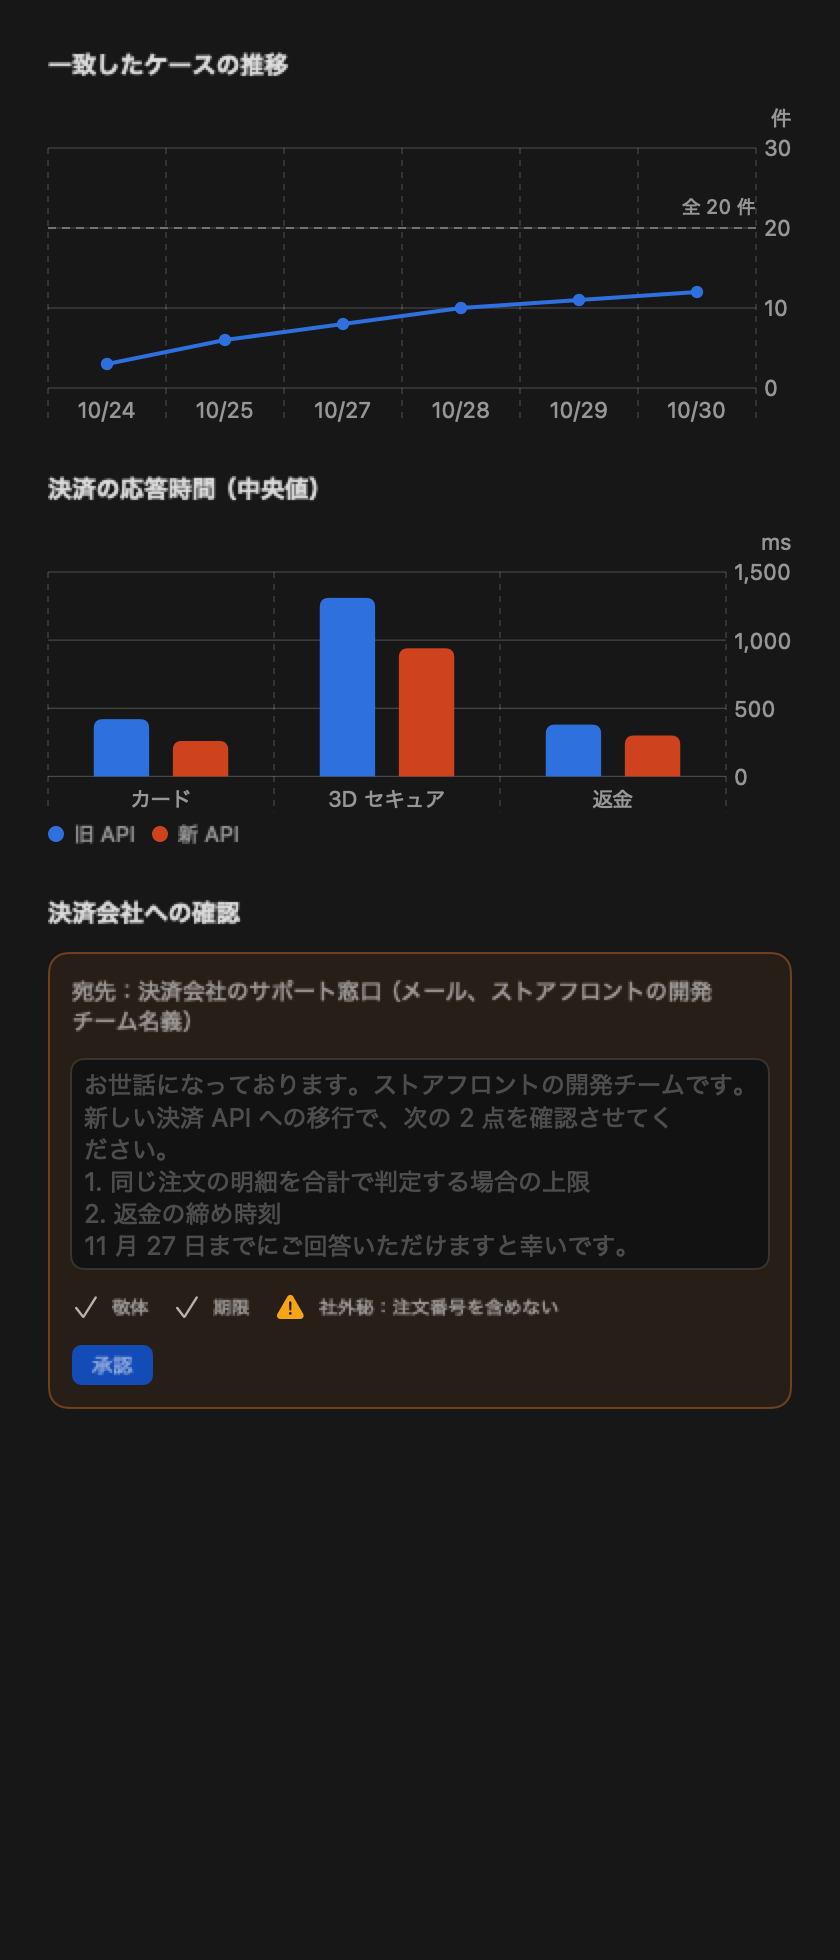 一致したケースの推移
件
30
全 20 件
20
10
0
10/24 10/25 10/27 10/28 10/29 10/30
決済の応答時間（中央値）
ms
1,500
1,000
500
0
カード 3D セキュア 返金
旧 API 新 API
決済会社への確認
宛先：決済会社のサポート窓口（メール、ストアフロントの開発
チーム名義）
お世話になっております。ストアフロントの開発チームです。
新しい決済 API への移行で、次の 2 点を確認させてく
ださい。
1. 同じ注文の明細を合計で判定する場合の上限
2. 返金の締め時刻
11 月 27 日までにご回答いただけますと幸いです。
敬体 期限 社外秘：注文番号を含めない
承認